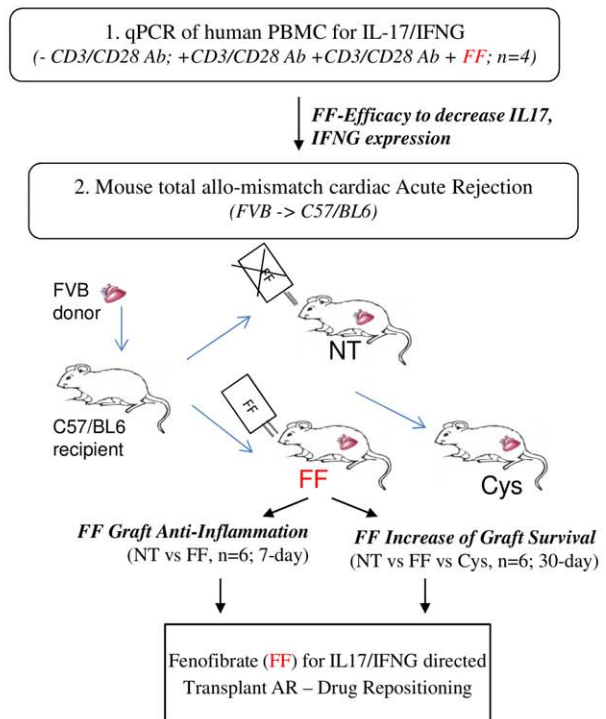 1. qPCR of human PBMC for IL-17/IFNG
(- CD3/CD28 Ab; +CD3/CD28 Ab +CD3/CD28 Ab + FF; n=4)
FF-Efficacy to decrease IL17,
IFNG expression
2. Mouse total allo-mismatch cardiac Acute Rejection
(FVB -> C57/BL6)
FVB
donor
FF
NT
C57/BL6
recipient
FF
FF
Cys
FF Graft Anti-Inflammation
(NT vs FF, n=6; 7-day)
FF Increase of Graft Survival
(NT vs FF vs Cys, n=6; 30-day)
Fenofibrate (FF) for IL17/IFNG directed
Transplant AR – Drug Repositioning